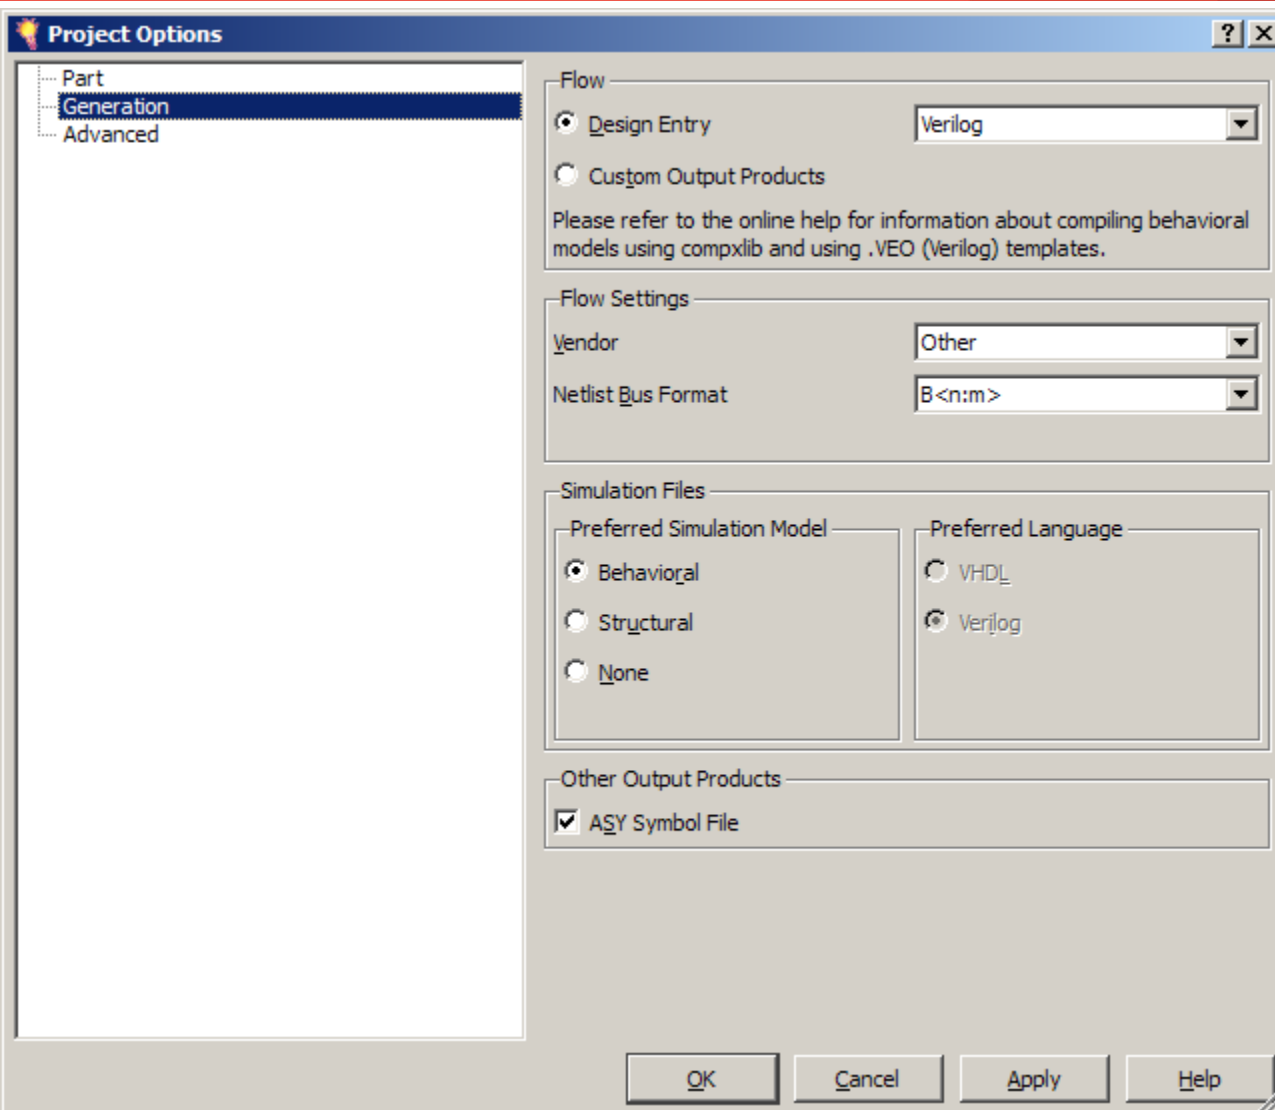 Project Options
Part
Generation
Advanced
Flow
Design Entry
Verilog
Custom Output Products
Please refer to the online help for information about compiling behavioral
models using compxlib and using .VEO (Verilog) templates.
Flow Settings
Vendor
Other
Netlist Bus Format
B<n:m>
Simulation Files
Preferred Simulation Model
Behavioral
Structural
None
Preferred Language
VHDL
Verilog
Other Output Products
ASY Symbol File
OK
Cancel
Apply
Help